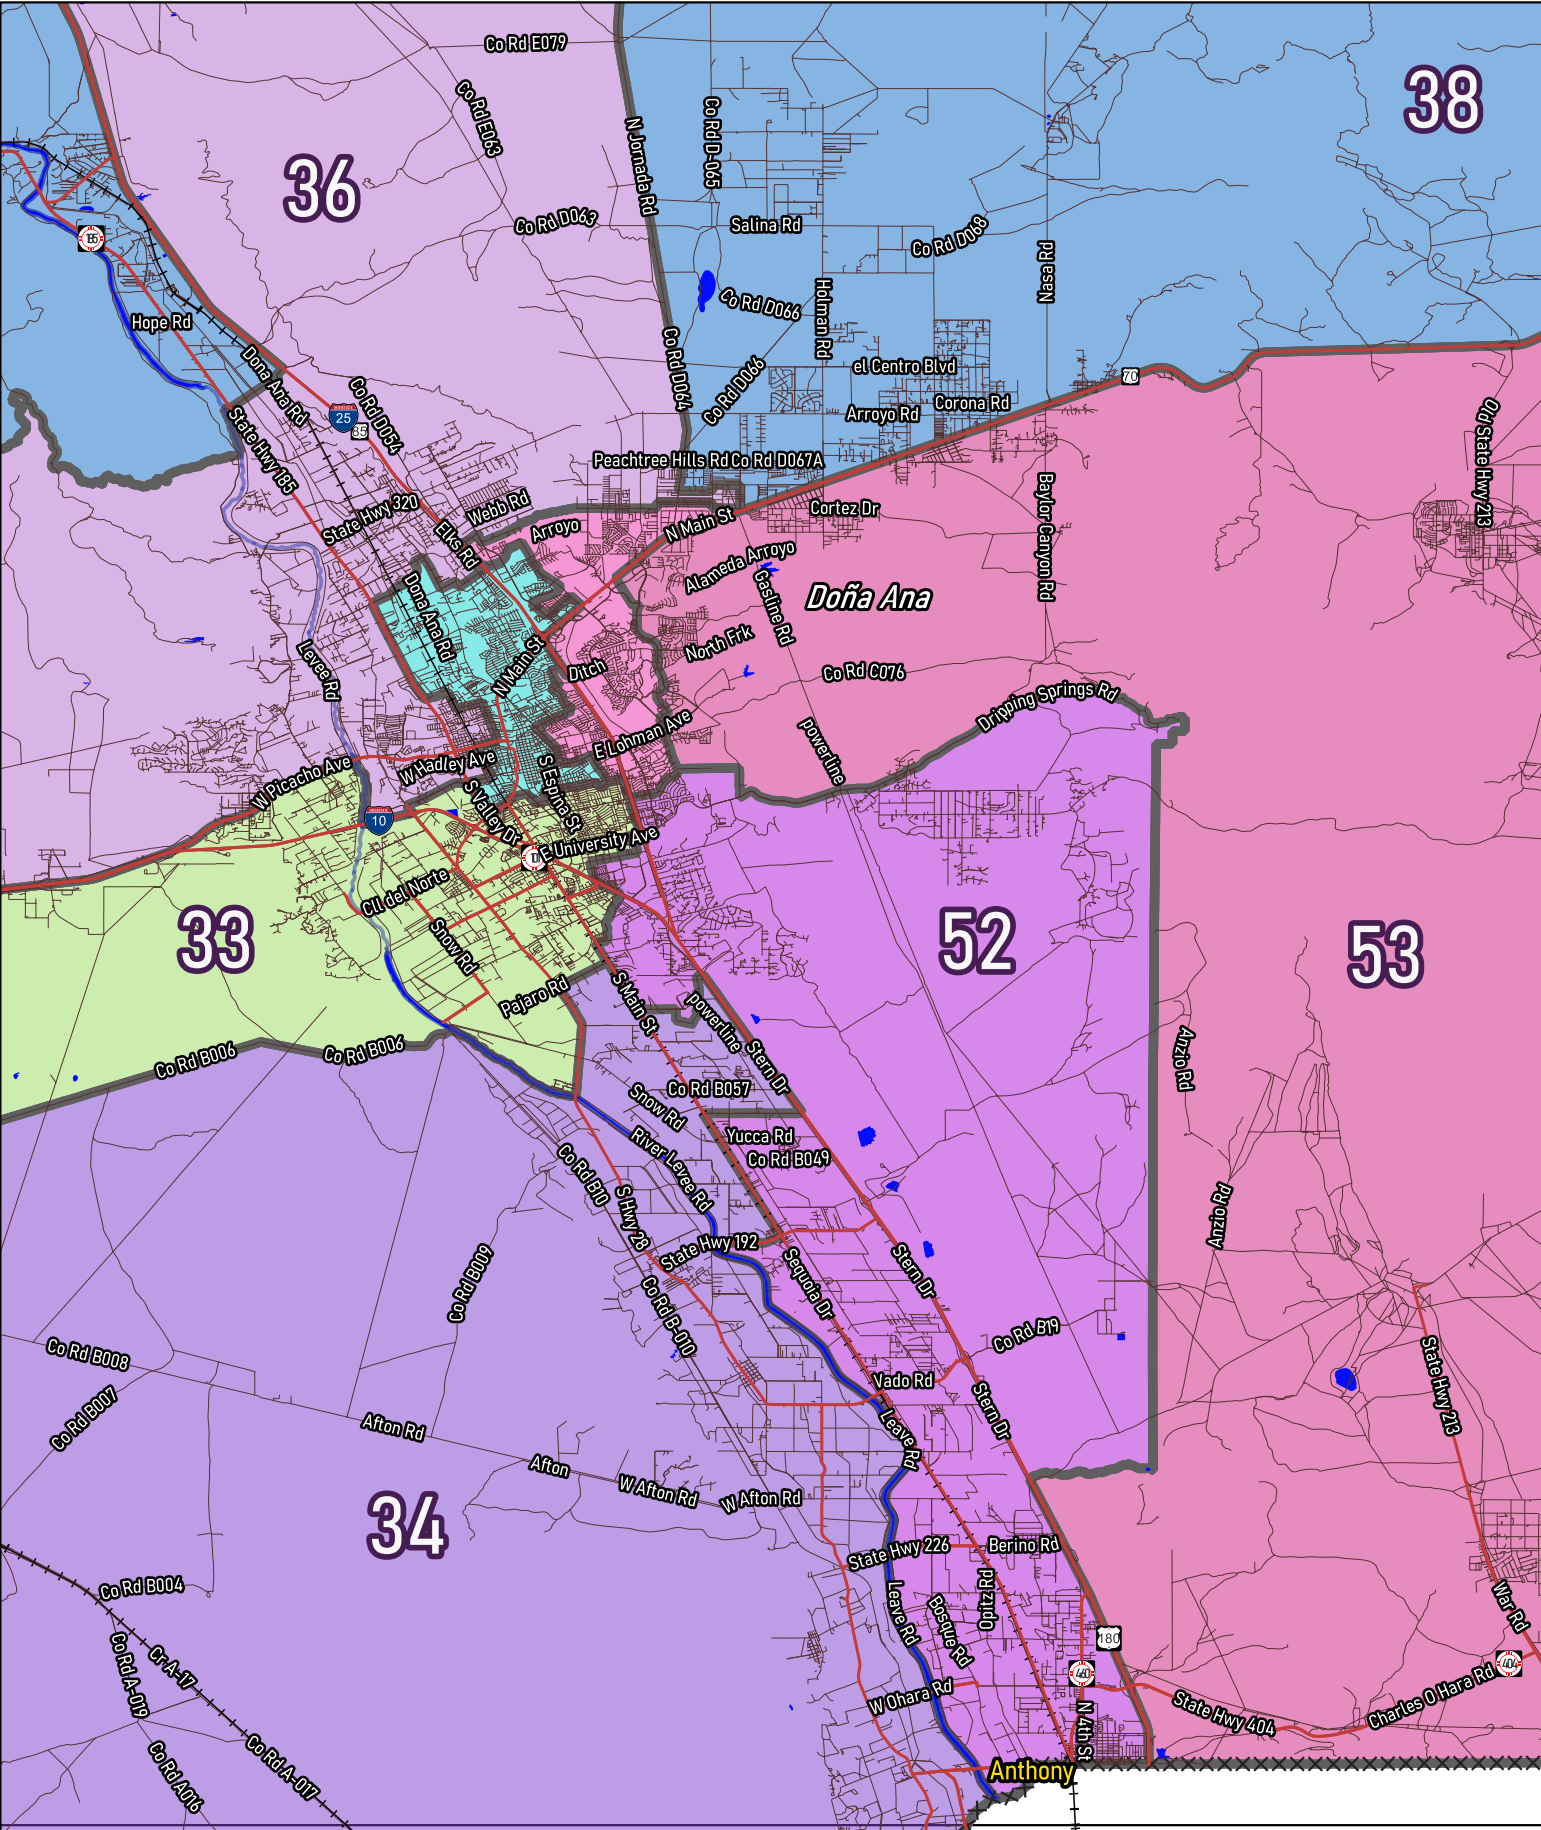 Co Rd E079
38
Co Rd E063
Co Rd D-065
N Jornada Rd
36
Salina Rd
Co Rd D063
Co Rd D068
185
Nasa Rd
Co Rd D066
Holman Rd
Hope Rd
Co Rd D064
Dona Ana Rd
el Centro Blvd
Co Rd D066
70
25
85
Co Rd D054
Arroyo Rd
Corona Rd
Old State Hwy 213
State Hwy 185
Peachtree Hills Rd
Co Rd D067A
Baylor Canyon Rd
State Hwy 320
Webb Rd
Cortez Dr
Elks Rd
Arroyo
N Main St
Alameda Arroyo
Gasline Rd
Doña Ana
Dona Ana Rd
Levee Rd
N Main St
Ditch
North Frk
Co Rd C076
Dripping Springs Rd
E Lohman Ave
powerline
W Picacho Ave
W Hadley Ave
S Espina St
S Valley Dr
10
E University Ave
Cll del Norte
33
Snow Rd
52
53
Pajaro Rd
S Main St
powerline
Stern Dr
Co Rd B006
Co Rd B006
Anzio Rd
Co Rd B057
Snow Rd
Yucca Rd
Co Rd B049
River Levee Rd
Co Rd B10
S Hwy 28
Anzio Rd
State Hwy 192
Co Rd B009
Sequoia Dr
Stern Dr
Co Rd B-010
Co Rd B19
Co Rd B008
Vado Rd
State Hwy 213
Co Rd B007
Stern Dr
Afton Rd
Leave Rd
Afton
W Afton Rd
W Afton Rd
34
State Hwy 226
Berino Rd
Co Rd B004
Leave Rd
Opitz Rd
Bosque Rd
War Rd
180
Co Rd A-019
Cr A-17
460
404
W Ohara Rd
State Hwy 404
Charles O Hara Rd
N 4th St
Co Rd A016
Co Rd A-017
Anthony